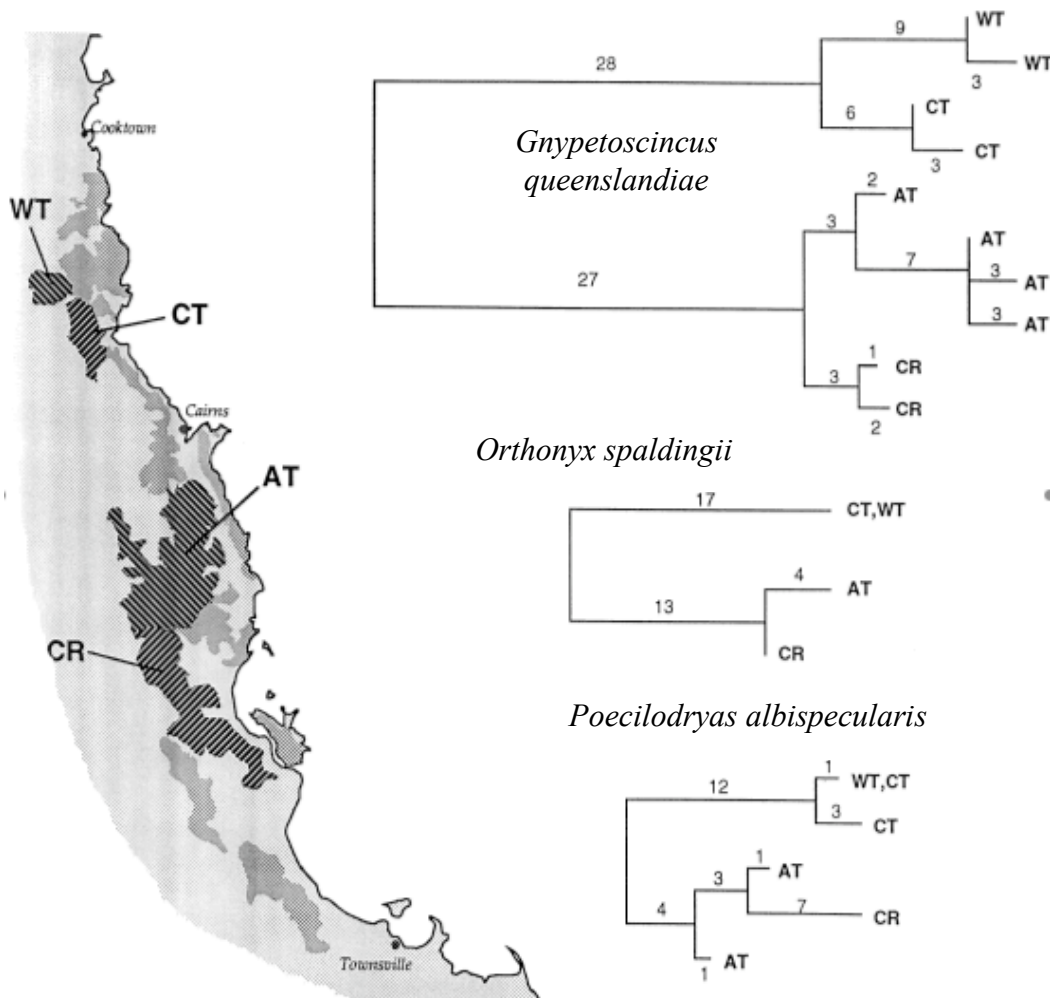 Cooktown
WT
CT
Cairns
AT
CR
Townsville
Gnypetoscincus
queenslandiae
28
9
WT
WT
3
6
CT
CT
3
27
3
2
AT
7
AT
3
AT
3
AT
3
1
CR
CR
2
Orthonyx spaldingii
17
CT,WT
13
4
AT
CR
Poecilodryas albispecularis
12
1
WT,CT
3
CT
4
3
1
AT
7
CR
AT
1